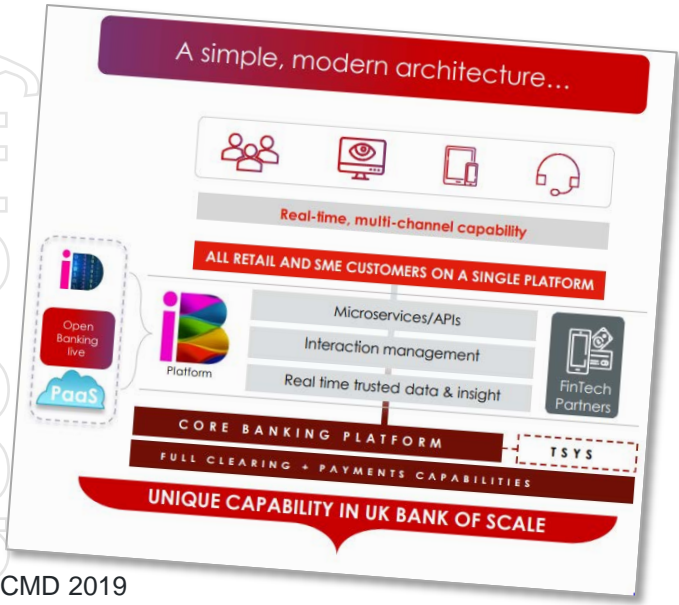 A simple, modern architecture...
Real-time, multi-channel capability
ALL RETAIL AND SME CUSTOMERS ON A SINGLE PLATFORM
iD
Open
Banking
live
PaaS
iB
Platform
Microservices/APIs
Interaction management
Real time trusted data & insight
FinTech
Partners
CORE BANKING PLATFORM
TSYS
FULL CLEARING + PAYMENTS CAPABILITIES
UNIQUE CAPABILITY IN UK BANK OF SCALE
CMD 2019